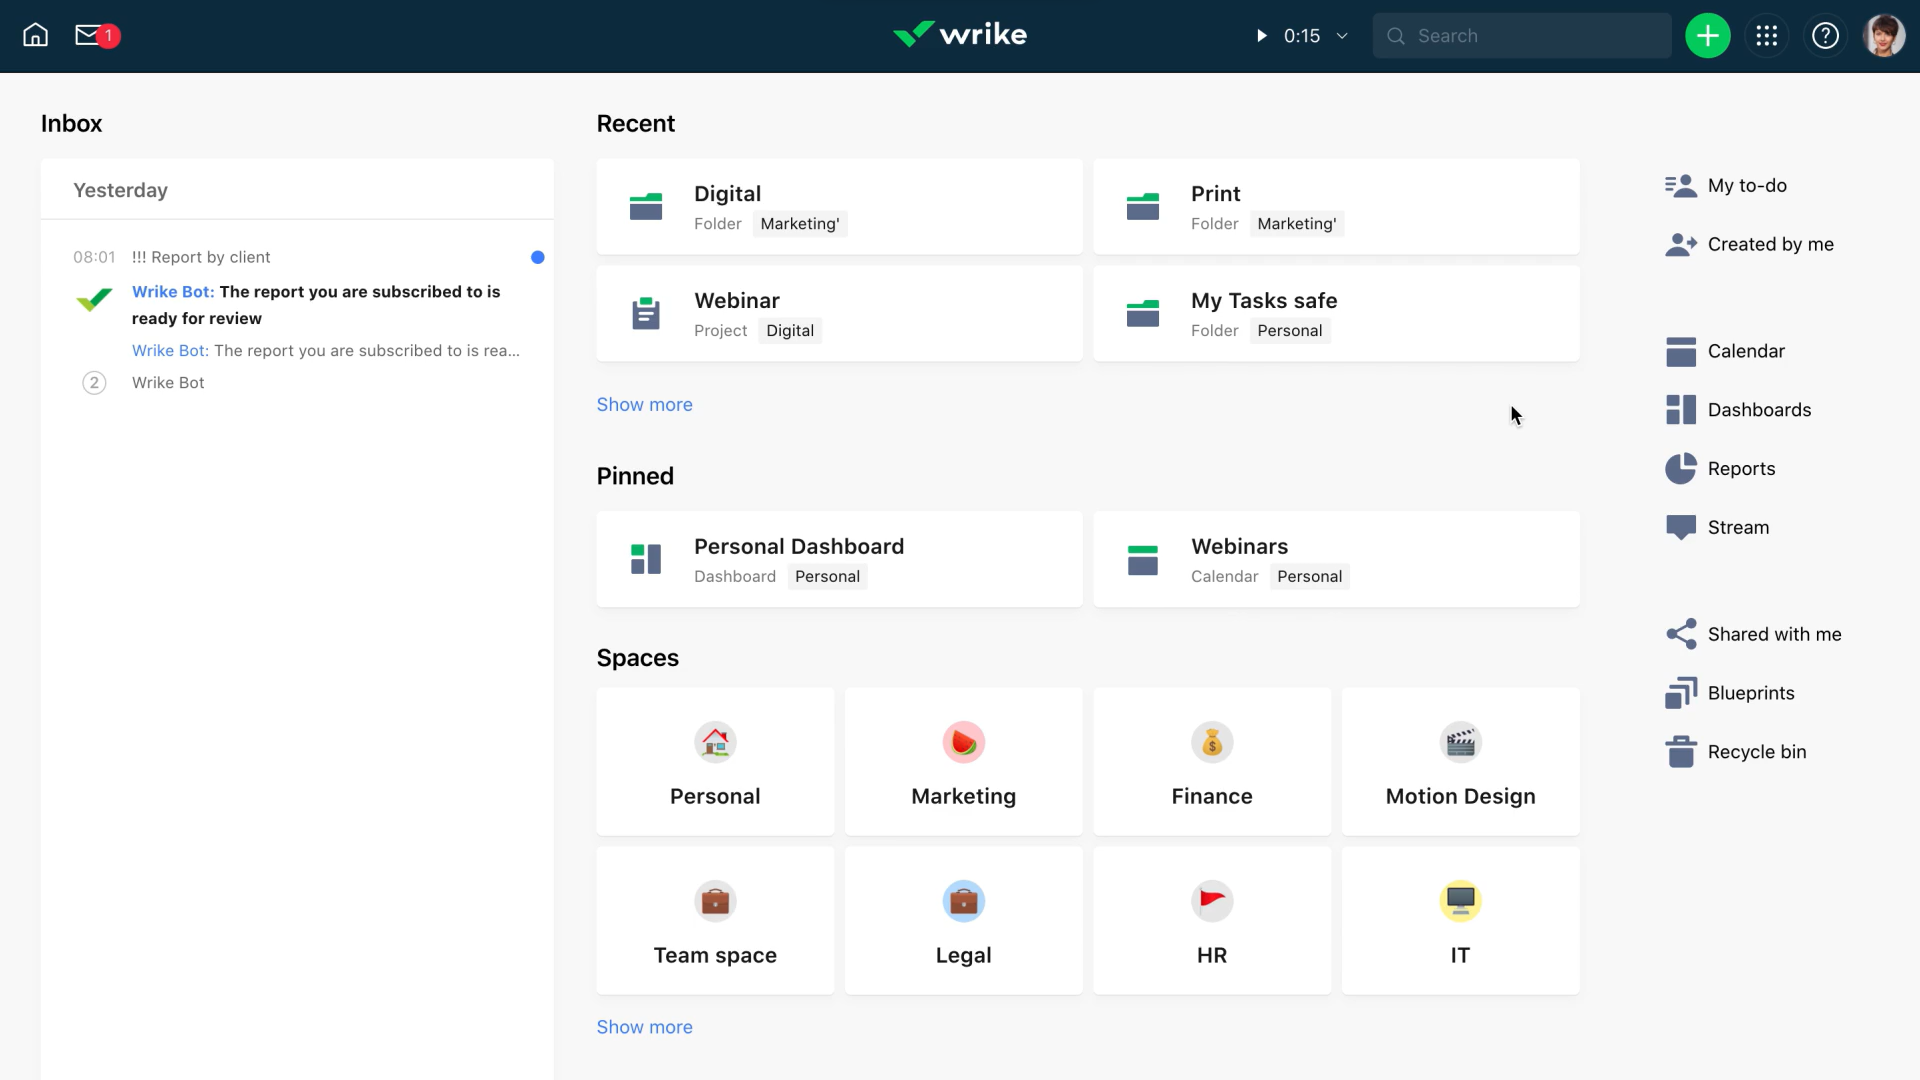 1
wrike
0:15
Search
Inbox
Yesterday
08:01 !!! Report by client
Wrike Bot: The report you are subscribed to is
ready for review
Wrike Bot: The report you are subscribed to is rea...
2 Wrike Bot
Recent
Digital
Folder Marketing'
Print
Folder Marketing'
Webinar
Project Digital
My Tasks safe
Folder Personal
Show more
Pinned
Personal Dashboard
Dashboard Personal
Webinars
Calendar Personal
Spaces
Personal
Marketing
Finance
Motion Design
Team space
Legal
HR
IT
Show more
My to-do
Created by me
Calendar
Dashboards
Reports
Stream
Shared with me
Blueprints
Recycle bin